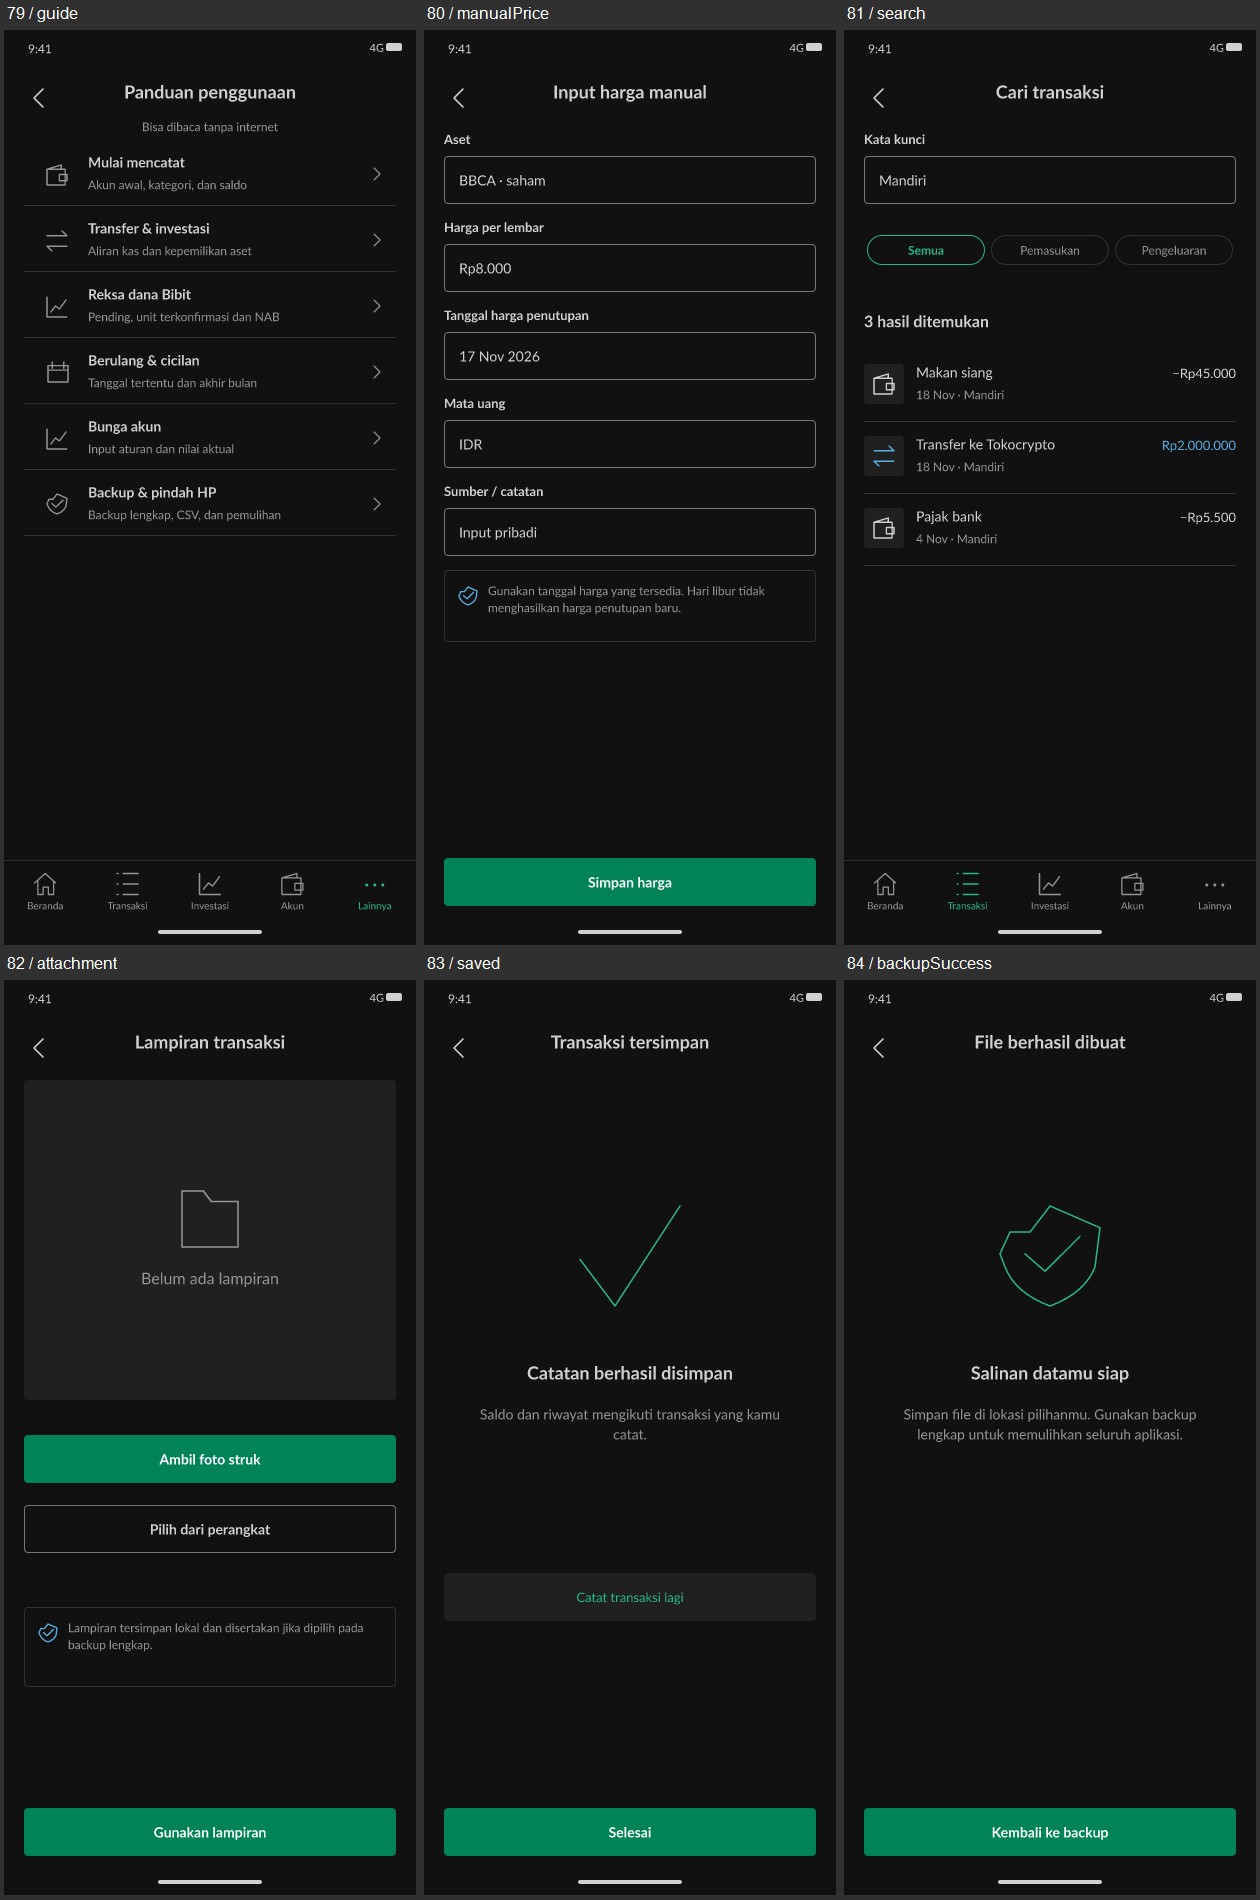 79 / guide
9:41
4G
Panduan penggunaan
Bisa dibaca tanpa internet
Mulai mencatat
Akun awal, kategori, dan saldo
Transfer & investasi
Aliran kas dan kepemilikan aset
Reksa dana Bibit
Pending, unit terkonfirmasi dan NAB
Berulang & cicilan
Tanggal tertentu dan akhir bulan
Bunga akun
Input aturan dan nilai aktual
Backup & pindah HP
Backup lengkap, CSV, dan pemulihan
Beranda
Transaksi
Investasi
Akun
Lainnya
80 / manualPrice
9:41
4G
Input harga manual
Aset
BBCA · saham
Harga per lembar
Rp8.000
Tanggal harga penutupan
17 Nov 2026
Mata uang
IDR
Sumber / catatan
Input pribadi
Gunakan tanggal harga yang tersedia. Hari libur tidak
menghasilkan harga penutupan baru.
Simpan harga
81 / search
9:41
4G
Cari transaksi
Kata kunci
Mandiri
Semua
Pemasukan
Pengeluaran
3 hasil ditemukan
Makan siang
−Rp45.000
18 Nov · Mandiri
Transfer ke Tokocrypto
Rp2.000.000
18 Nov · Mandiri
Pajak bank
−Rp5.500
4 Nov · Mandiri
Beranda
Transaksi
Investasi
Akun
Lainnya
82 / attachment
9:41
4G
Lampiran transaksi
Belum ada lampiran
Ambil foto struk
Pilih dari perangkat
Lampiran tersimpan lokal dan disertakan jika dipilih pada
backup lengkap.
Gunakan lampiran
83 / saved
9:41
4G
Transaksi tersimpan
Catatan berhasil disimpan
Saldo dan riwayat mengikuti transaksi yang kamu
catat.
Catat transaksi lagi
Selesai
84 / backupSuccess
9:41
4G
File berhasil dibuat
Salinan datamu siap
Simpan file di lokasi pilihanmu. Gunakan backup
lengkap untuk memulihkan seluruh aplikasi.
Kembali ke backup